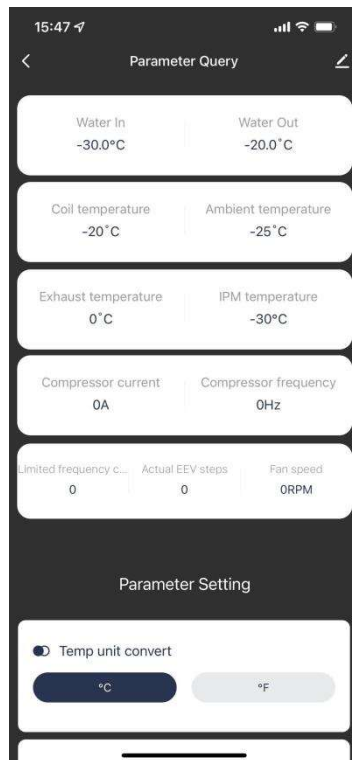 15:47
Parameter Query
Water In Water Out
-30.0°C -20.0°C
Coil temperature Ambient temperature
-20°C -25°C
Exhaust temperature IPM temperature
0°C -30°C
Compressor current Compressor frequency
0A 0Hz
Limited frequency c... Actual EEV steps Fan speed
0 0 0RPM
Parameter Setting
Temp unit convert
°C °F